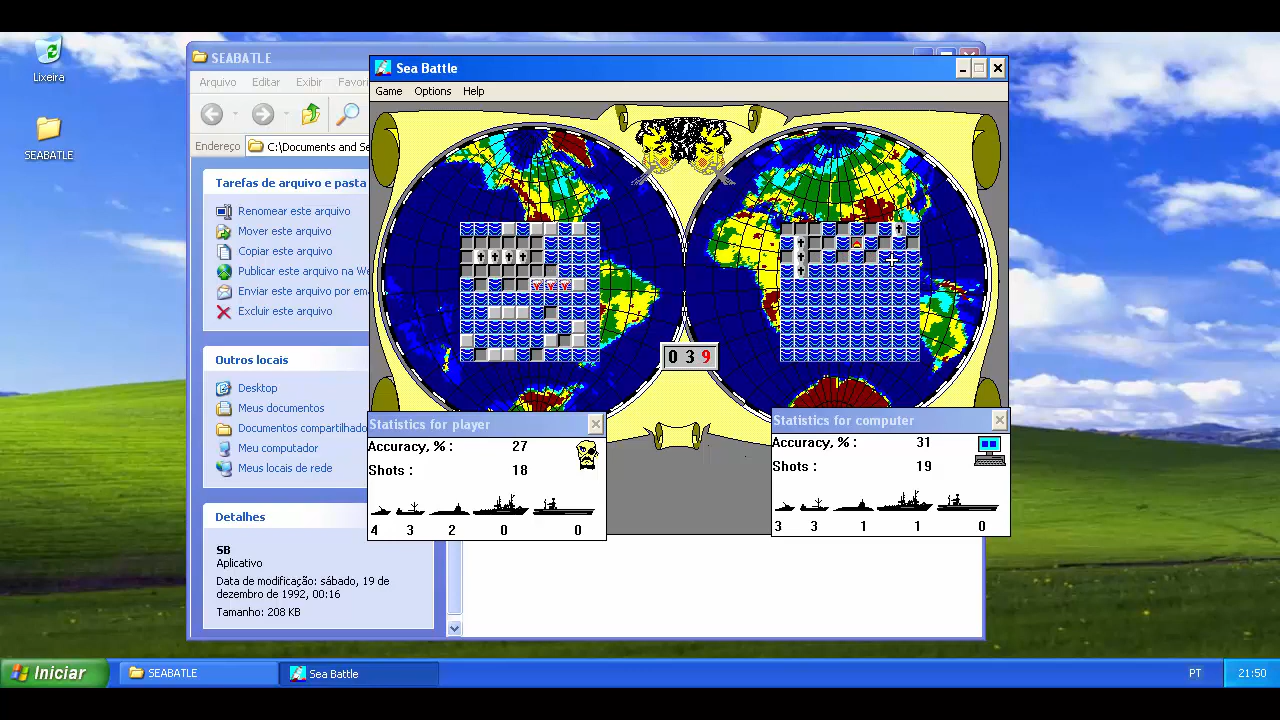 Lixeira
SEABATLE
SEABATLE
Arquivo Editar Exibir Favor
Endereço C:\Documents and Se
Tarefas de arquivo e pasta
Renomear este arquivo
Mover este arquivo
Copiar este arquivo
Publicar este arquivo na We
Enviar este arquivo por em
Excluir este arquivo
Outros locais
Desktop
Meus documentos
Documentos compartilhado
Meu computador
Meus locais de rede
Detalhes
SB
Aplicativo
Data de modificação: sábado, 19 de
dezembro de 1992, 00:16
Tamanho: 208 KB
Sea Battle
Game Options Help
039
Statistics for player
Accuracy, % : 27
Shots : 18
4 3 2 0 0
Statistics for computer
Accuracy, % : 31
Shots : 19
3 3 1 1 0
Iniciar
SEABATLE
Sea Battle
PT
21:50